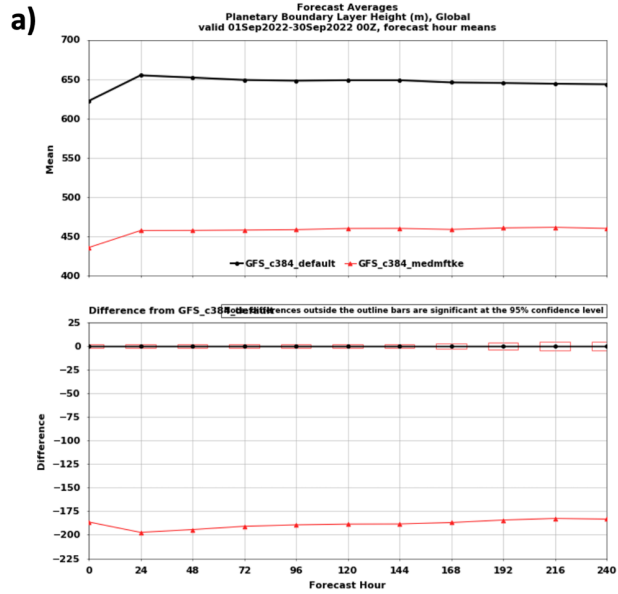 a)
Forecast Averages
Planetary Boundary Layer Height (m), Global
valid 01Sep2022-30Sep2022 00Z, forecast hour means
700
650
600
550
500
450
400
Mean
GFS_c384_default GFS_c384_medmftke
Difference from GFS_c384_default differences outside the outline bars are significant at the 95% confidence level
25
0
−25
−50
−75
−100
−125
−150
−175
−200
−225
Difference
0 24 48 72 96 120 144 168 192 216 240
Forecast Hour